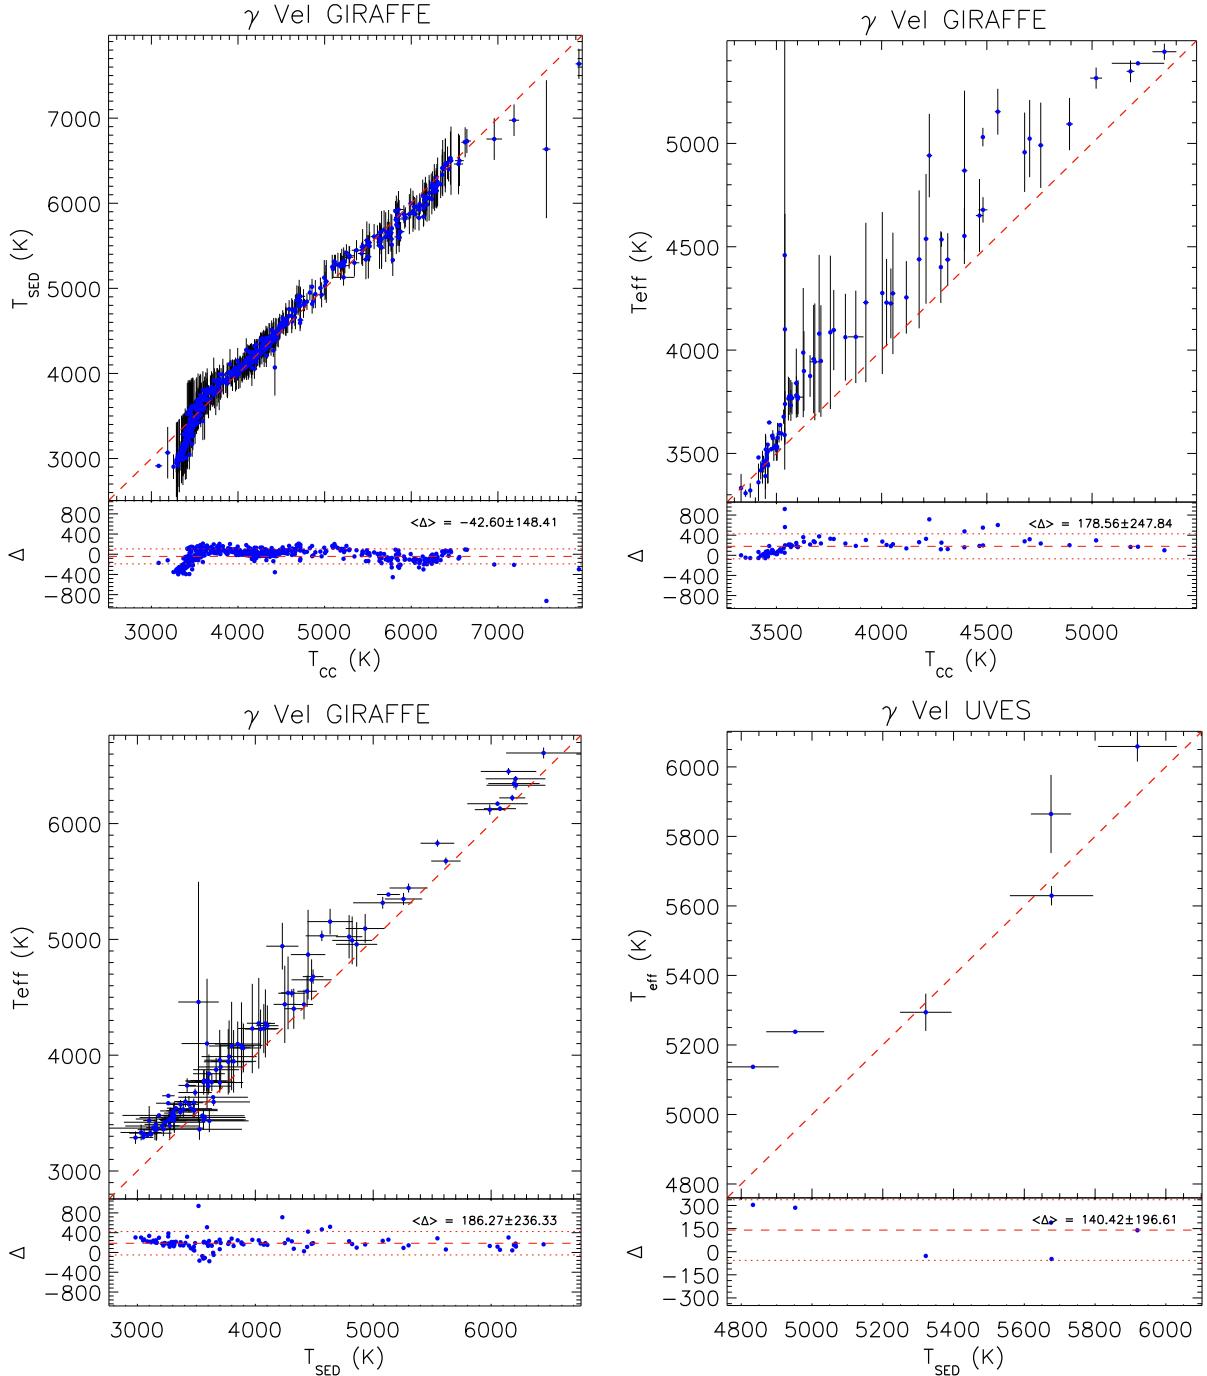 γ Vel GIRAFFE
7000
6000
5000
4000
3000
T_SED (K)
<Δ> = -42.60±148.41
800
400
0
-400
-800
Δ
3000 4000 5000 6000 7000
T_CC (K)
γ Vel GIRAFFE
5000
4500
4000
3500
Teff (K)
<Δ> = 178.56±247.84
800
400
0
-400
-800
Δ
3500 4000 4500 5000
T_CC (K)
γ Vel GIRAFFE
6000
5000
4000
3000
Teff (K)
<Δ> = 186.27±236.33
800
400
0
-400
-800
Δ
3000 4000 5000 6000
T_SED (K)
γ Vel UVES
6000
5800
5600
5400
5200
5000
4800
T_eff (K)
<Δ> = 140.42±196.61
300
150
0
-150
-300
Δ
4800 5000 5200 5400 5600 5800 6000
T_SED (K)